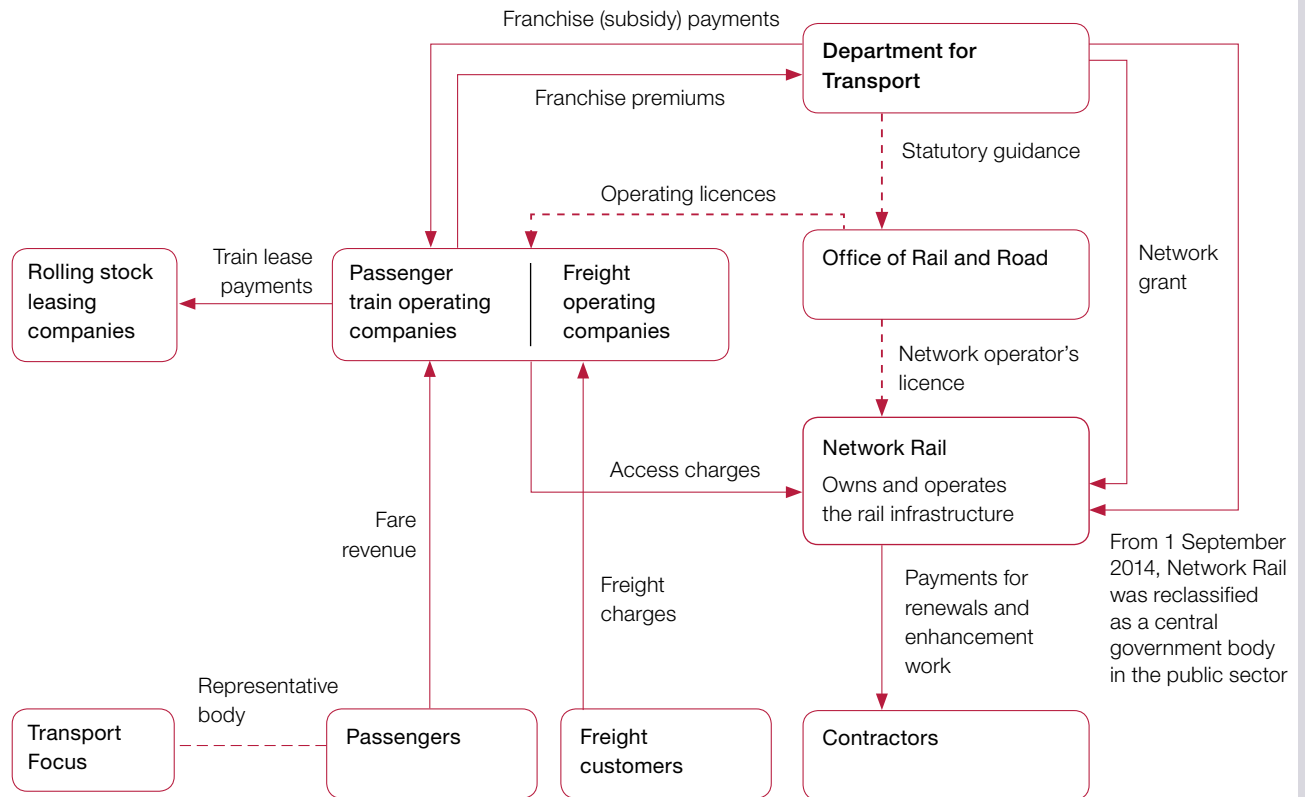 Franchise (subsidy) payments
Department for
Transport
Franchise premiums
Statutory guidance
Operating licences
Rolling stock
leasing
companies
Train lease
payments
Passenger
train operating
companies
Freight
operating
companies
Office of Rail and Road
Network
grant
Network operator’s
licence
Network Rail
Owns and operates
the rail infrastructure
Access charges
Fare
revenue
Freight
charges
Payments for
renewals and
enhancement
work
From 1 September
2014, Network Rail
was reclassified
as a central
government body
in the public sector
Representative
body
Transport
Focus
Passengers
Freight
customers
Contractors